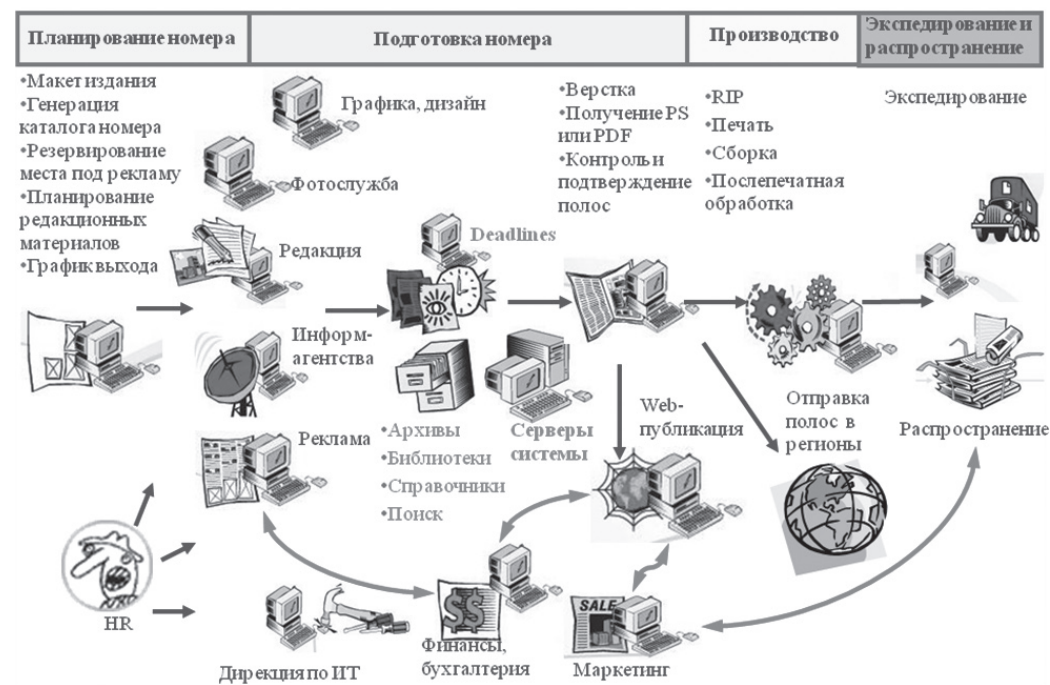 Планирование номера
Подготовка номера
Производство
Экспедирование и
распространение
•Макет издания
•Генерация
каталога номера
•Резервирование
места под рекламу
•Планирование
редакционных
материалов
•График выхода
Графика, дизайн
Фотослужба
Редакция
Информ-
агентства
Реклама
Deadlines
•Архивы
•Библиотеки
•Справочники
•Поиск
Серверы
системы
•Верстка
•Получение PS
или PDF
•Контроль и
подтверждение
полос
•RIP
•Печать
•Сборка
•Послепечатная
обработка
Экспедирование
Web-
публикация
Отправка
полос в
регионы
Распространение
HR
Дирекция по ИТ
$$
Финансы,
бухгалтерия
SALE
Маркетинг